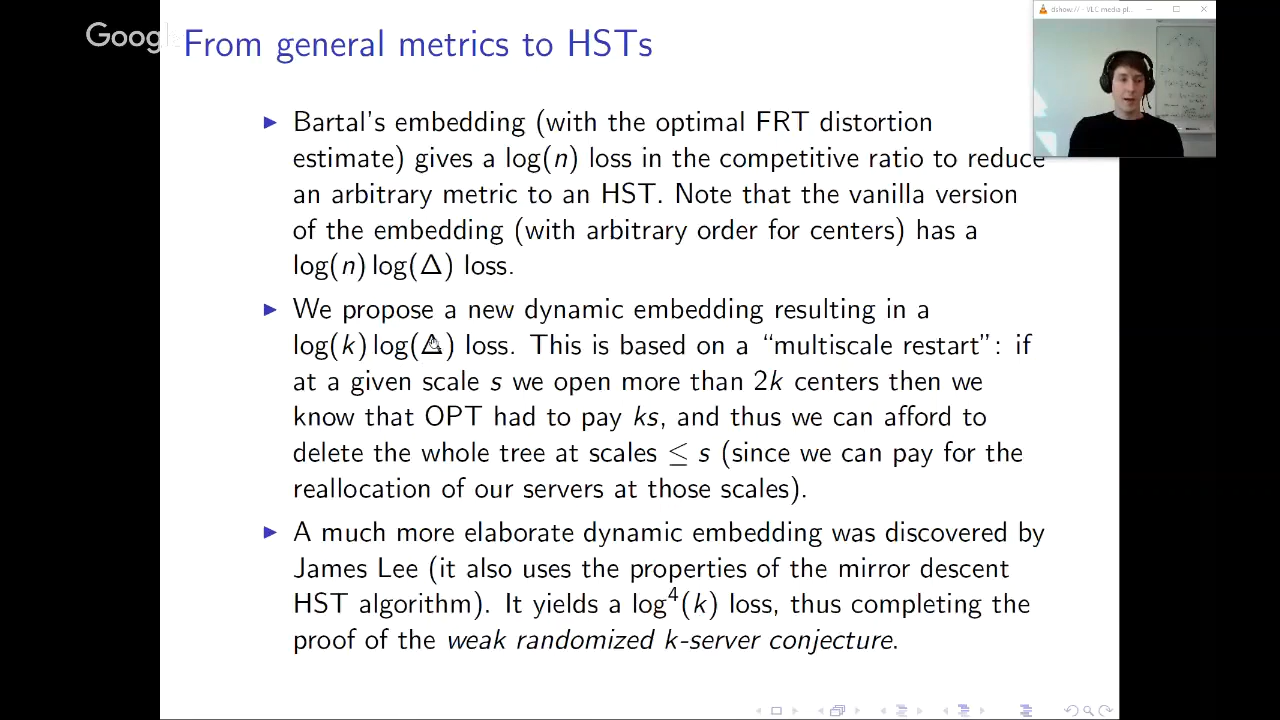 Google
dshow:// - VLC media pl...
From general metrics to HSTs
► Bartal's embedding (with the optimal FRT distortion
estimate) gives a log(n) loss in the competitive ratio to reduce
an arbitrary metric to an HST. Note that the vanilla version
of the embedding (with arbitrary order for centers) has a
log(n) log(Δ) loss.
► We propose a new dynamic embedding resulting in a
log(k) log(Δ) loss. This is based on a “multiscale restart”: if
at a given scale s we open more than 2k centers then we
know that OPT had to pay ks, and thus we can afford to
delete the whole tree at scales ≤ s (since we can pay for the
reallocation of our servers at those scales).
► A much more elaborate dynamic embedding was discovered by
James Lee (it also uses the properties of the mirror descent
HST algorithm). It yields a log⁴(k) loss, thus completing the
proof of the weak randomized k-server conjecture.